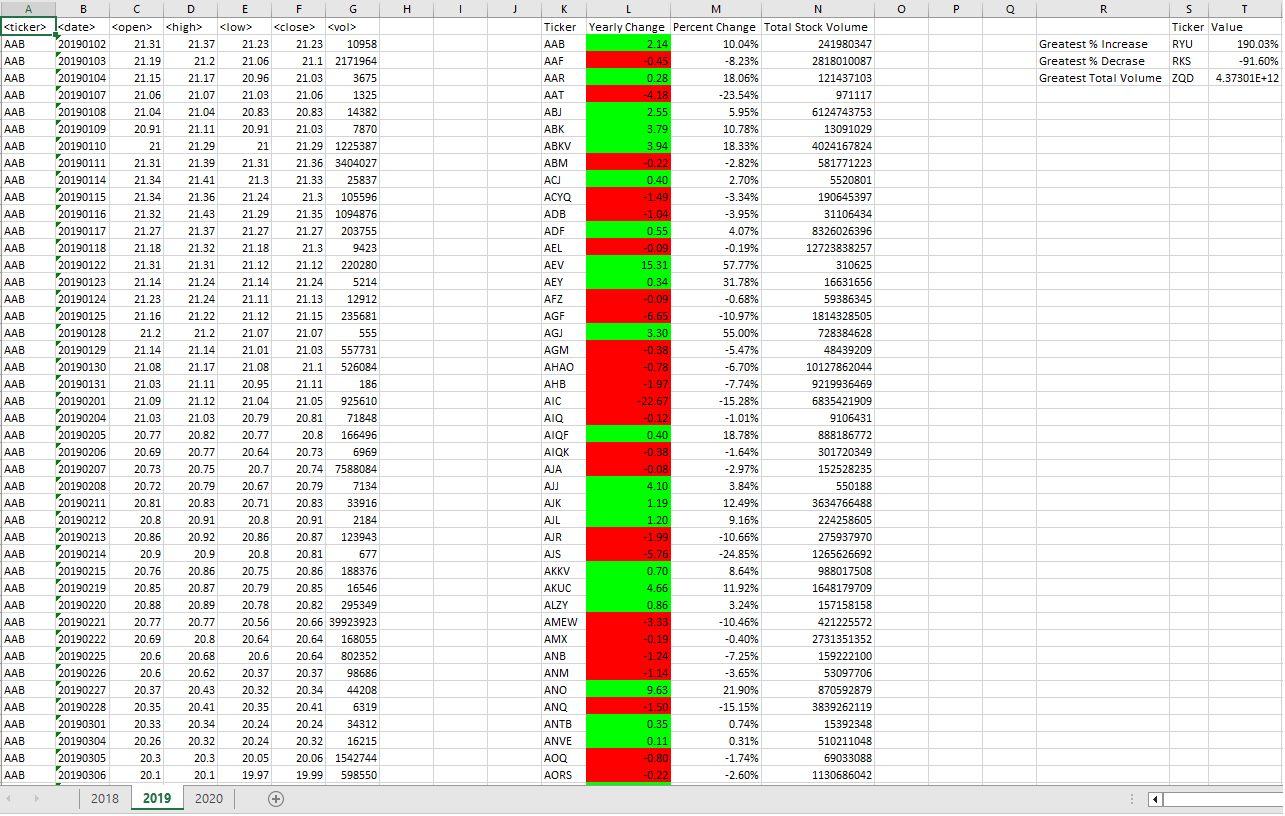 A B C D E F G H I J K L M N O P Q R S T
<ticker> <date> <open> <high> <low> <close> <vol> Ticker Yearly Change Percent Change Total Stock Volume Ticker Value
AAB 20190102 21.31 21.37 21.23 21.23 10958 AAB 2.14 10.04% 241980347 Greatest % Increase RYU 190.03%
AAB 20190103 21.19 21.2 21.06 21.1 2171964 AAF -0.45 -8.23% 2818010087 Greatest % Decrase RKS -91.60%
AAB 20190104 21.15 21.17 20.96 21.03 3675 AAR 0.28 18.06% 121437103 Greatest Total Volume ZQD 4.37301E+12
AAB 20190107 21.06 21.07 21.03 21.06 1325 AAT -4.18 -23.54% 971117
AAB 20190108 21.04 21.04 20.83 20.83 14382 ABJ 2.55 5.95% 6124743753
AAB 20190109 20.91 21.11 20.91 21.03 7870 ABK 3.79 10.78% 13091029
AAB 20190110 21 21.29 21 21.29 1225387 ABKV 3.94 18.33% 4024167824
AAB 20190111 21.31 21.39 21.31 21.36 3404027 ABM -0.22 -2.82% 581771223
AAB 20190114 21.34 21.41 21.3 21.33 25837 ACJ 0.40 2.70% 5520801
AAB 20190115 21.34 21.36 21.24 21.3 105596 ACYQ -1.49 -3.34% 190645397
AAB 20190116 21.32 21.43 21.29 21.35 1094876 ADB -1.04 -3.95% 31106434
AAB 20190117 21.27 21.37 21.27 21.27 203755 ADF 0.55 4.07% 8326026396
AAB 20190118 21.18 21.32 21.18 21.3 9423 AEL -0.09 -0.19% 12723838257
AAB 20190122 21.31 21.31 21.12 21.12 220280 AEV 15.31 57.77% 310625
AAB 20190123 21.14 21.24 21.14 21.24 5214 AEY 0.34 31.78% 16631656
AAB 20190124 21.23 21.24 21.11 21.13 12912 AFZ -0.09 -0.68% 59386345
AAB 20190125 21.16 21.22 21.12 21.15 235681 AGF -6.65 -10.97% 1814328505
AAB 20190128 21.2 21.2 21.07 21.07 555 AGJ 3.30 55.00% 728384628
AAB 20190129 21.14 21.14 21.01 21.03 557731 AGM -0.38 -5.47% 48439209
AAB 20190130 21.08 21.17 21.08 21.1 526084 AHAO -0.78 -6.70% 10127862044
AAB 20190131 21.03 21.11 20.95 21.11 186 AHB -1.97 -7.74% 9219936469
AAB 20190201 21.09 21.12 21.04 21.05 925610 AIC -22.67 -15.28% 6835421909
AAB 20190204 21.03 21.03 20.79 20.81 71848 AIQ -0.12 -1.01% 9106431
AAB 20190205 20.77 20.82 20.77 20.8 166496 AIQF 0.40 18.78% 888186772
AAB 20190206 20.69 20.77 20.64 20.73 6969 AIQK -0.38 -1.64% 301720349
AAB 20190207 20.73 20.75 20.7 20.74 7588084 AJA -0.08 -2.97% 152528235
AAB 20190208 20.72 20.79 20.67 20.79 7134 AJJ 4.10 3.84% 550188
AAB 20190211 20.81 20.83 20.71 20.83 33916 AJK 1.19 12.49% 3634766488
AAB 20190212 20.8 20.91 20.8 20.91 2184 AJL 1.20 9.16% 224258605
AAB 20190213 20.86 20.92 20.86 20.87 123943 AJR -1.99 -10.66% 275937970
AAB 20190214 20.9 20.9 20.8 20.81 677 AJS -5.76 -24.85% 1265626692
AAB 20190215 20.76 20.86 20.75 20.86 188376 AKKV 0.70 8.64% 988017508
AAB 20190219 20.85 20.87 20.79 20.85 16546 AKUC 4.66 11.92% 1648179709
AAB 20190220 20.88 20.89 20.78 20.82 295349 ALZY 0.86 3.24% 157158158
AAB 20190221 20.77 20.77 20.56 20.66 39923923 AMEW -3.33 -10.46% 421225572
AAB 20190222 20.69 20.8 20.64 20.64 168055 AMX -0.19 -0.40% 2731351352
AAB 20190225 20.6 20.68 20.6 20.64 802352 ANB -1.24 -7.25% 159222100
AAB 20190226 20.6 20.62 20.37 20.37 98686 ANM -1.14 -3.65% 53097706
AAB 20190227 20.37 20.43 20.32 20.34 44208 ANO 9.63 21.90% 870592879
AAB 20190228 20.35 20.41 20.35 20.41 6319 ANQ -1.50 -15.15% 3839262119
AAB 20190301 20.33 20.34 20.24 20.24 34312 ANTB 0.35 0.74% 15392348
AAB 20190304 20.26 20.32 20.24 20.32 16215 ANVE 0.11 0.31% 510211048
AAB 20190305 20.3 20.3 20.05 20.06 1542744 AOQ -0.80 -1.74% 69033088
AAB 20190306 20.1 20.1 19.97 19.99 598550 AORS -0.22 -2.60% 1130686042
2018 2019 2020